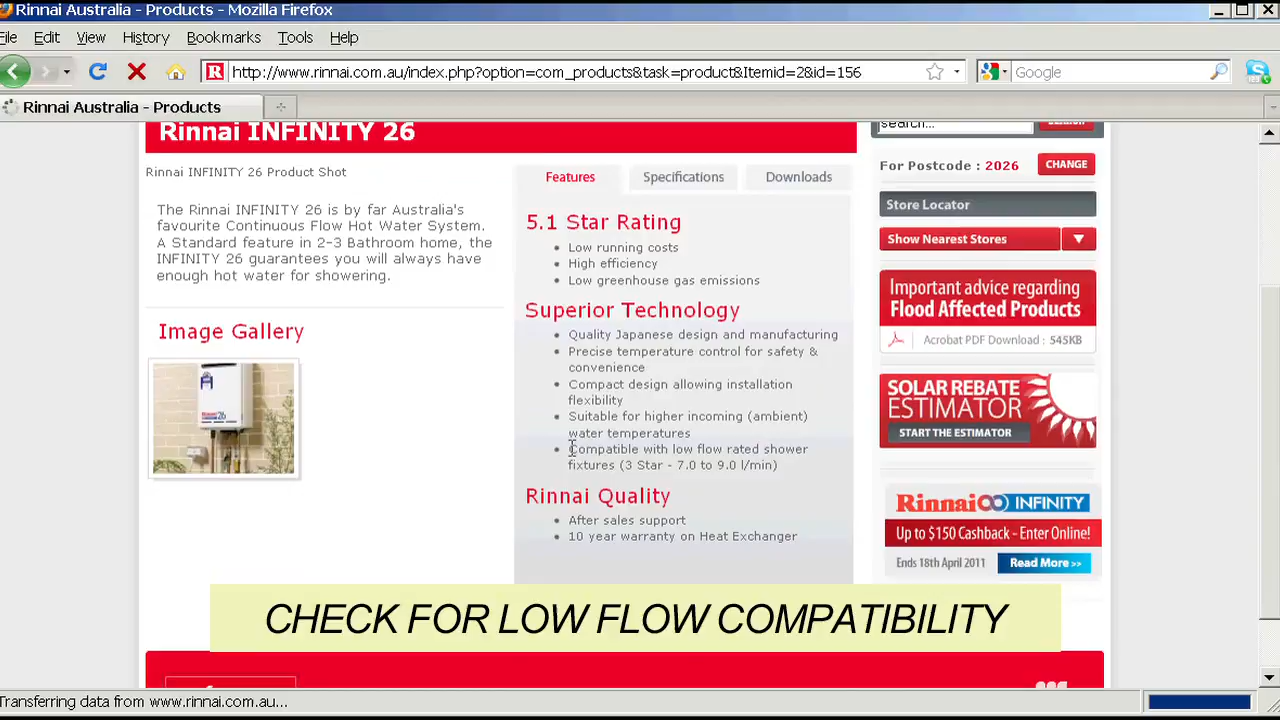 Rinnai Australia - Products - Mozilla Firefox
File Edit View History Bookmarks Tools Help
http://www.rinnai.com.au/index.php?option=com_products&task=product&Itemid=2&id=156
Google
Rinnai Australia - Products
Rinnai INFINITY 26
search...
SEARCH
Rinnai INFINITY 26 Product Shot
For Postcode : 2026 CHANGE
Features Specifications Downloads
The Rinnai INFINITY 26 is by far Australia's
favourite Continuous Flow Hot Water System.
A Standard feature in 2-3 Bathroom home, the
INFINITY 26 guarantees you will always have
enough hot water for showering.
Image Gallery
5.1 Star Rating
Low running costs
High efficiency
Low greenhouse gas emissions
Superior Technology
Quality Japanese design and manufacturing
Precise temperature control for safety &
convenience
Compact design allowing installation
flexibility
Suitable for higher incoming (ambient)
water temperatures
Compatible with low flow rated shower
fixtures (3 Star - 7.0 to 9.0 l/min)
Rinnai Quality
After sales support
10 year warranty on Heat Exchanger
Store Locator
Show Nearest Stores
Important advice regarding
Flood Affected Products
Acrobat PDF Download : 545KB
SOLAR REBATE
ESTIMATOR
START THE ESTIMATOR
Rinnai INFINITY
Up to $150 Cashback - Enter Online!
Ends 18th April 2011 Read More >>
CHECK FOR LOW FLOW COMPATIBILITY
Transferring data from www.rinnai.com.au...